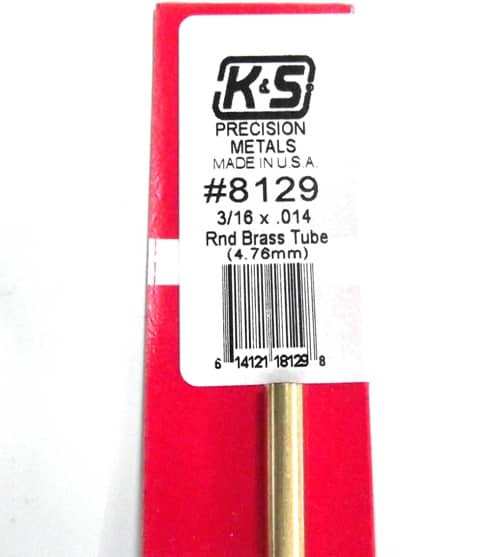 K&S
PRECISION
METALS
MADE IN U.S.A.
#8129
3/16 x .014
Rnd Brass Tube
(4.76mm)
6 14121 18129 8